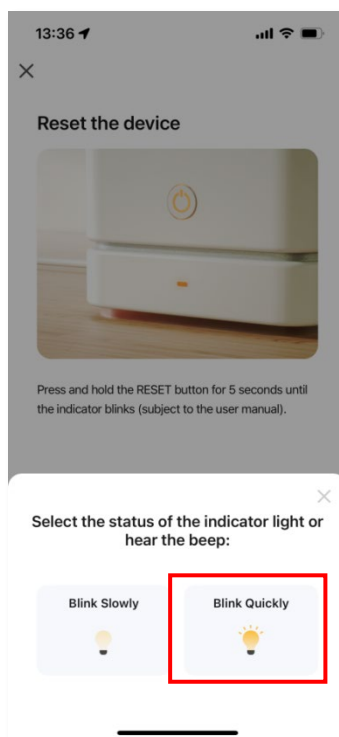 13:36
Reset the device
Press and hold the RESET button for 5 seconds until
the indicator blinks (subject to the user manual).
Select the status of the indicator light or
hear the beep:
Blink Slowly
Blink Quickly